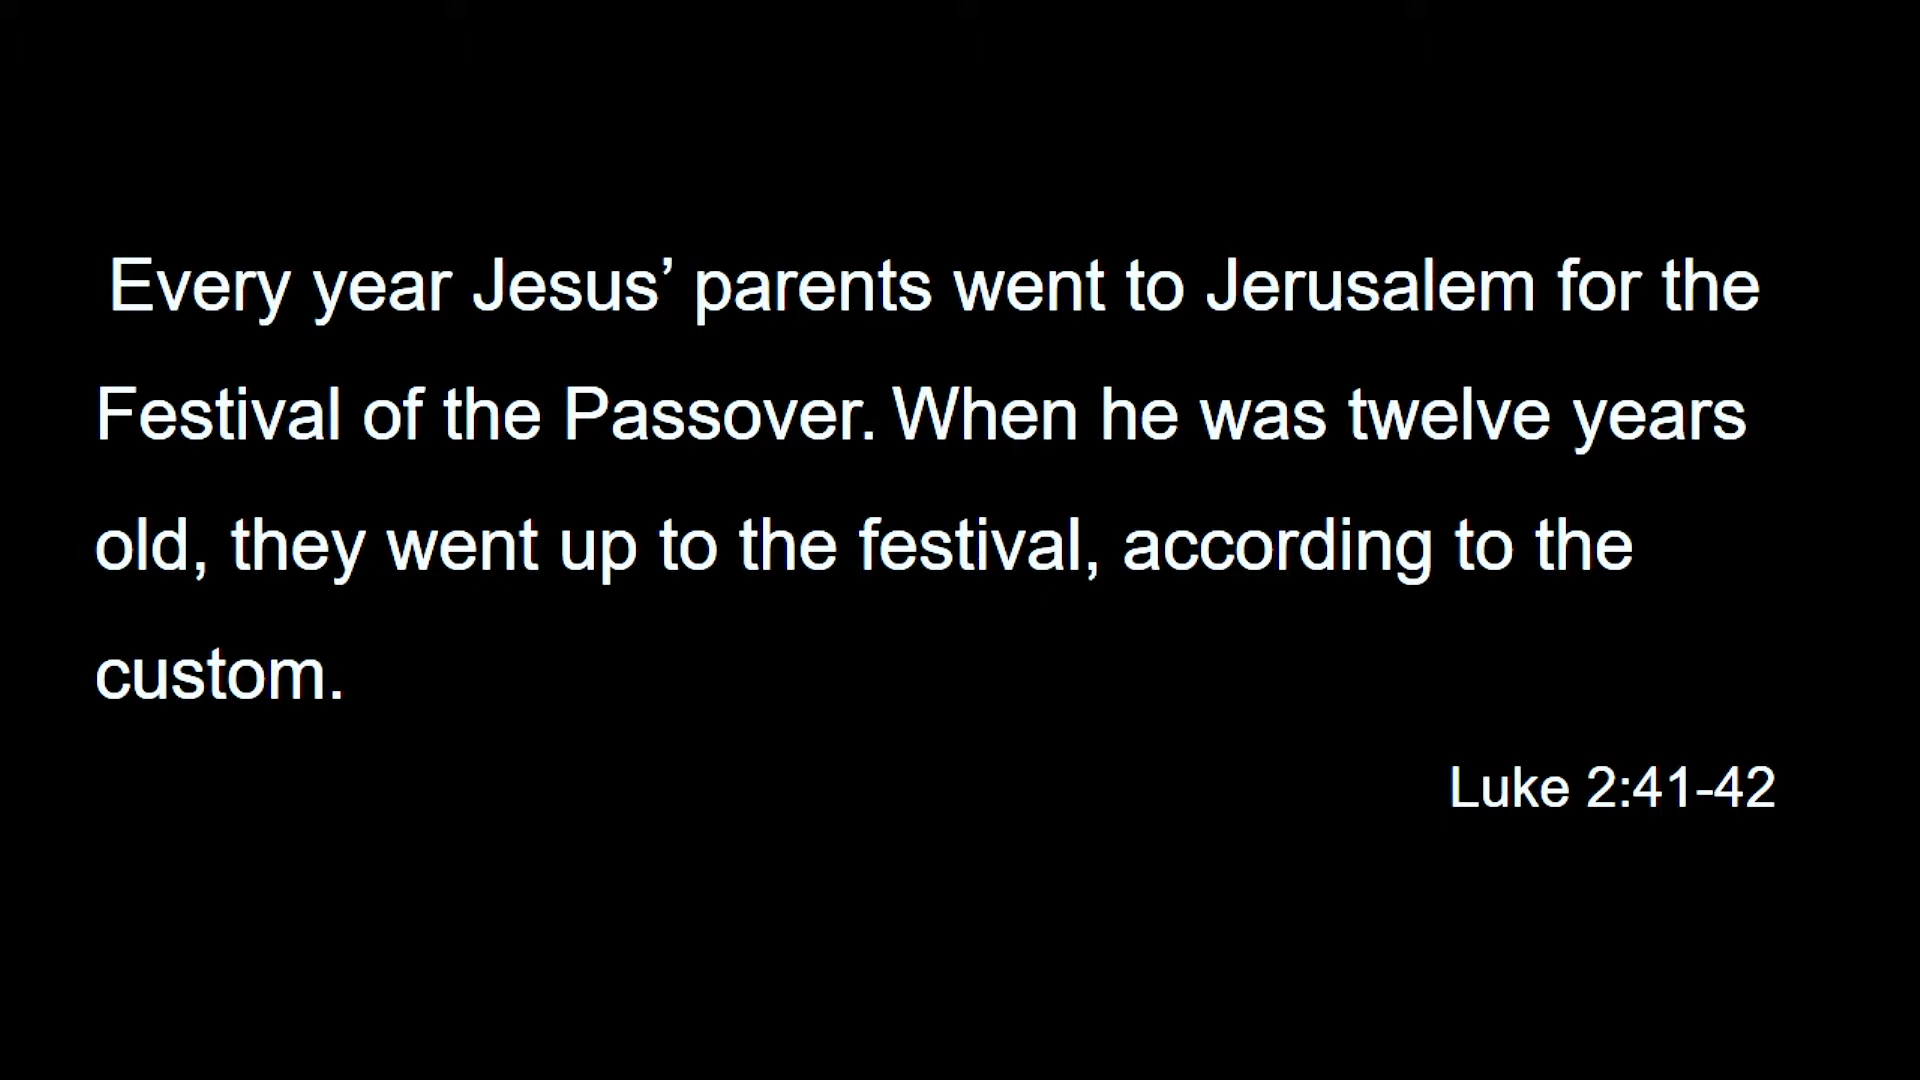 Every year Jesus’ parents went to Jerusalem for the
Festival of the Passover. When he was twelve years
old, they went up to the festival, according to the
custom.
Luke 2:41-42